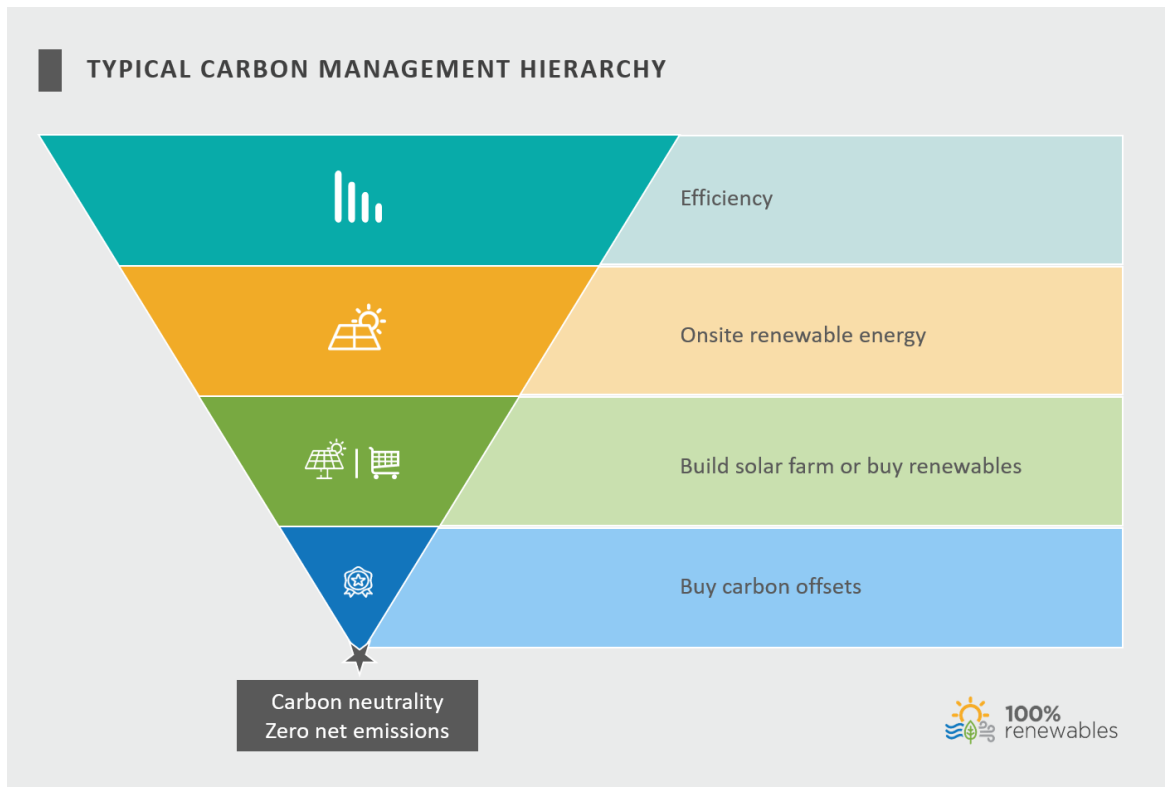 TYPICAL CARBON MANAGEMENT HIERARCHY
Efficiency
Onsite renewable energy
Build solar farm or buy renewables
Buy carbon offsets
Carbon neutrality
Zero net emissions
100%
renewables